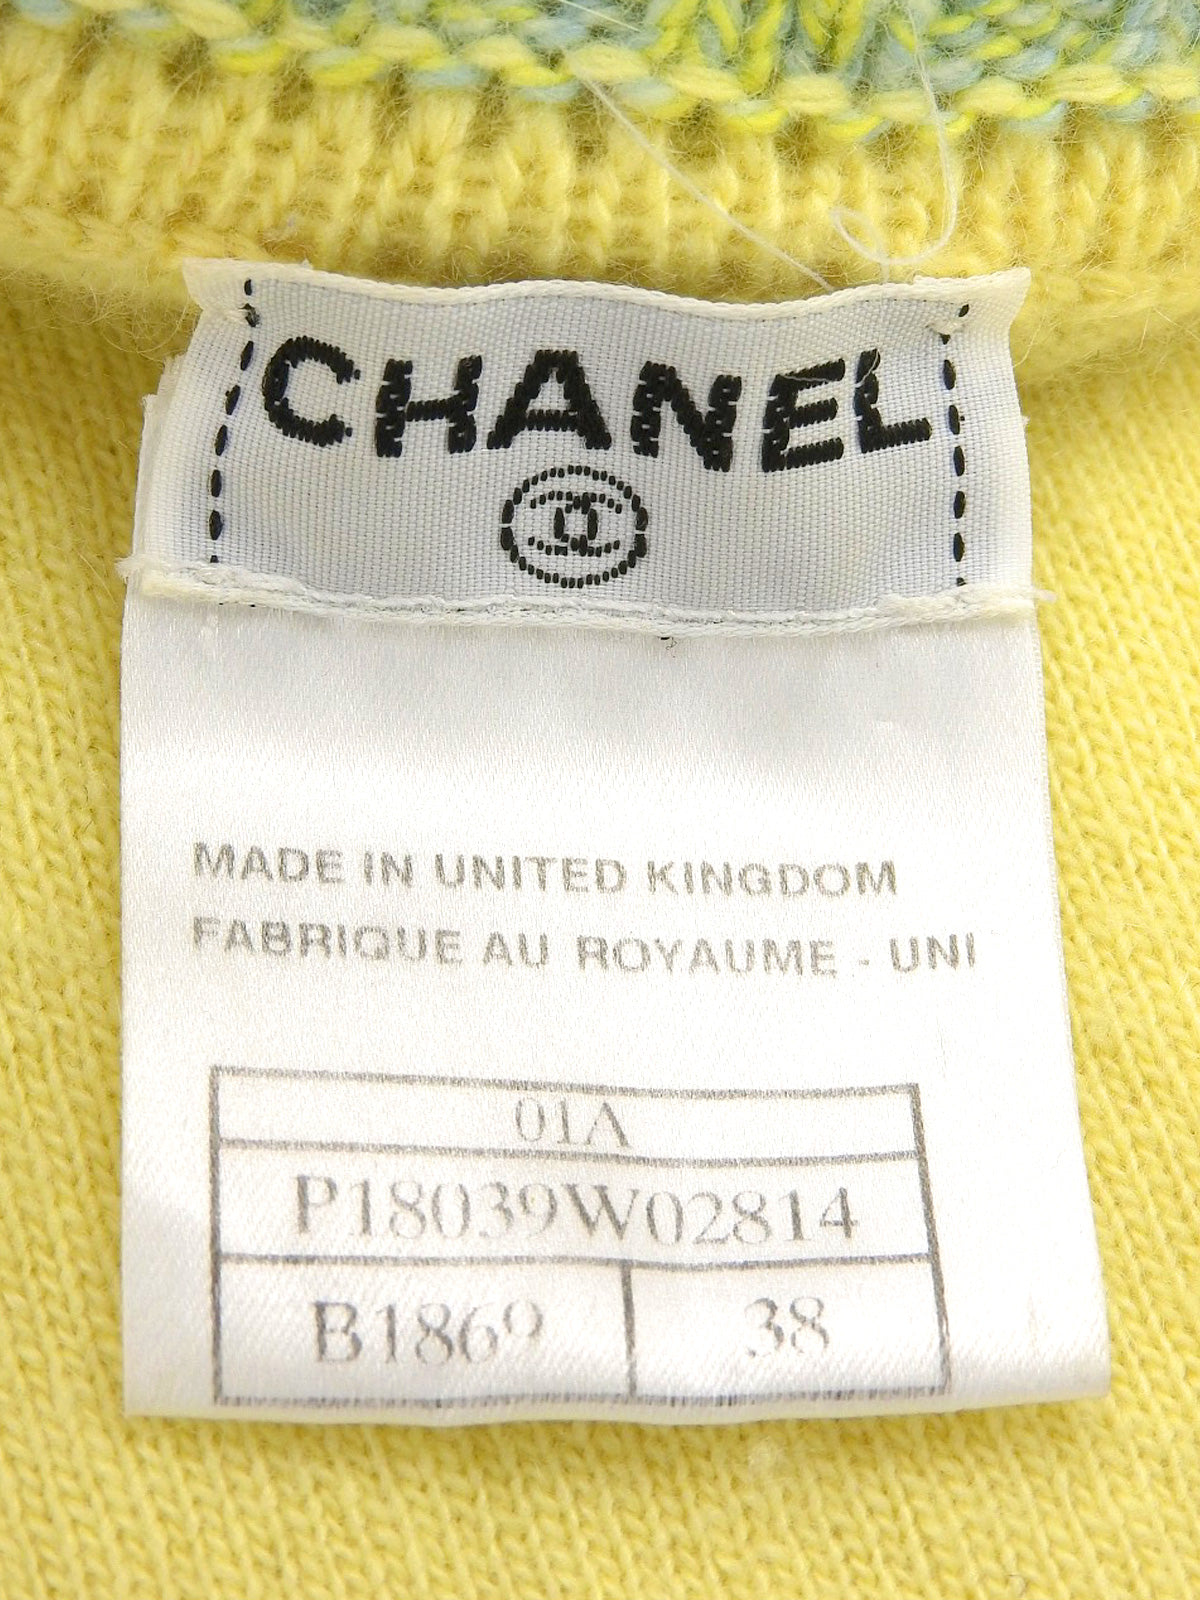 CHANEL
MADE IN UNITED KINGDOM
FABRIQUE AU ROYAUME - UNI
01A
P18039W02814
B1869 38